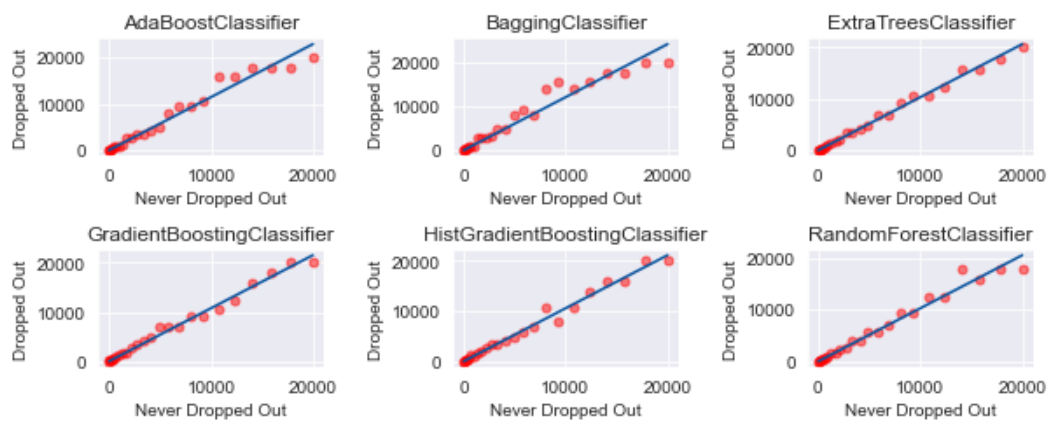 AdaBoostClassifier
Dropped Out
20000
10000
0
0
10000
20000
Never Dropped Out
BaggingClassifier
Dropped Out
20000
10000
0
0
10000
20000
Never Dropped Out
ExtraTreesClassifier
Dropped Out
20000
10000
0
0
10000
20000
Never Dropped Out
GradientBoostingClassifier
Dropped Out
20000
10000
0
0
10000
20000
Never Dropped Out
HistGradientBoostingClassifier
Dropped Out
20000
10000
0
0
10000
20000
Never Dropped Out
RandomForestClassifier
Dropped Out
20000
10000
0
0
10000
20000
Never Dropped Out